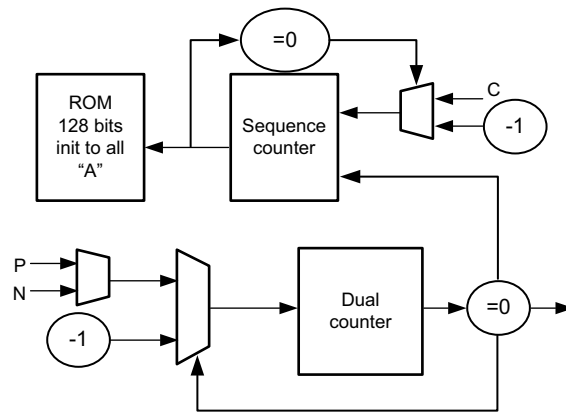 =0
ROM
128 bits
init to all
“A”
Sequence
counter
C
-1
P
N
-1
Dual
counter
=0